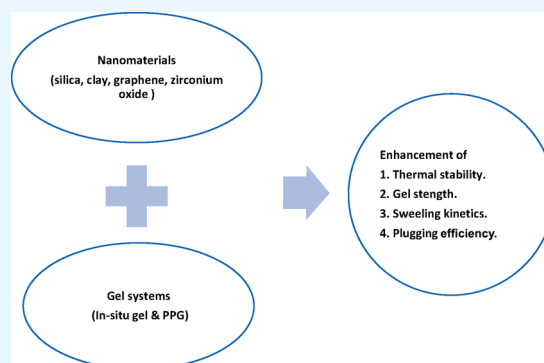 Nanomaterials
(silica, clay, graphene, zirconium
oxide )
Gel systems
(In-situ gel & PPG)
Enhancement of
1. Thermal stability.
2. Gel stength.
3. Sweeling kinetics.
4. Plugging efficiency.